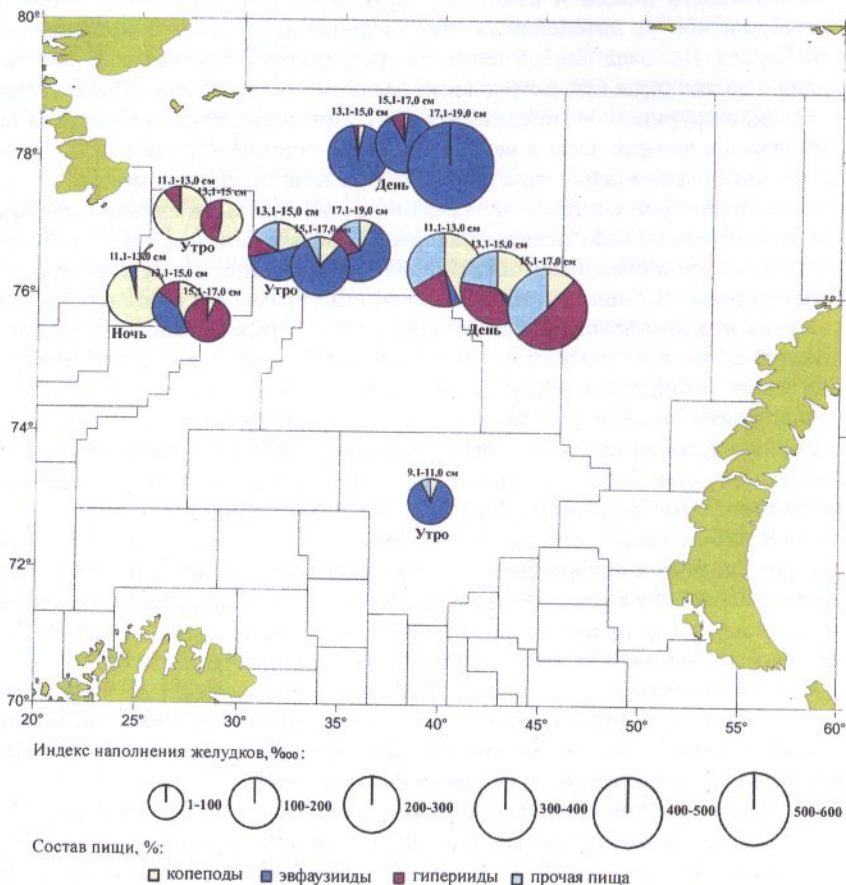 80°
15,1-17,0 см
13,1-15,0 см
17,1-19,0 см
78°
День
11,1-13,0 см
13,1-15 см
Утро
13,1-15,0 см
17,1-19,0 см
15,1-17,0 см
11,1-13,0 см
13,1-15,0 см
15,1-17,0 см
11,1-13,0 см
13,1-15,0 см
15,1-17,0 см
76°
Утро
Ночь
День
74°
9,1-11,0 см
Утро
72°
70°
20° 25° 30° 35° 40° 45° 50° 55° 60°
Индекс наполнения желудков, %ооо:
1-100 100-200 200-300 300-400 400-500 500-600
Состав пищи, %:
копеподы эвфаузииды гиперииды прочая пища